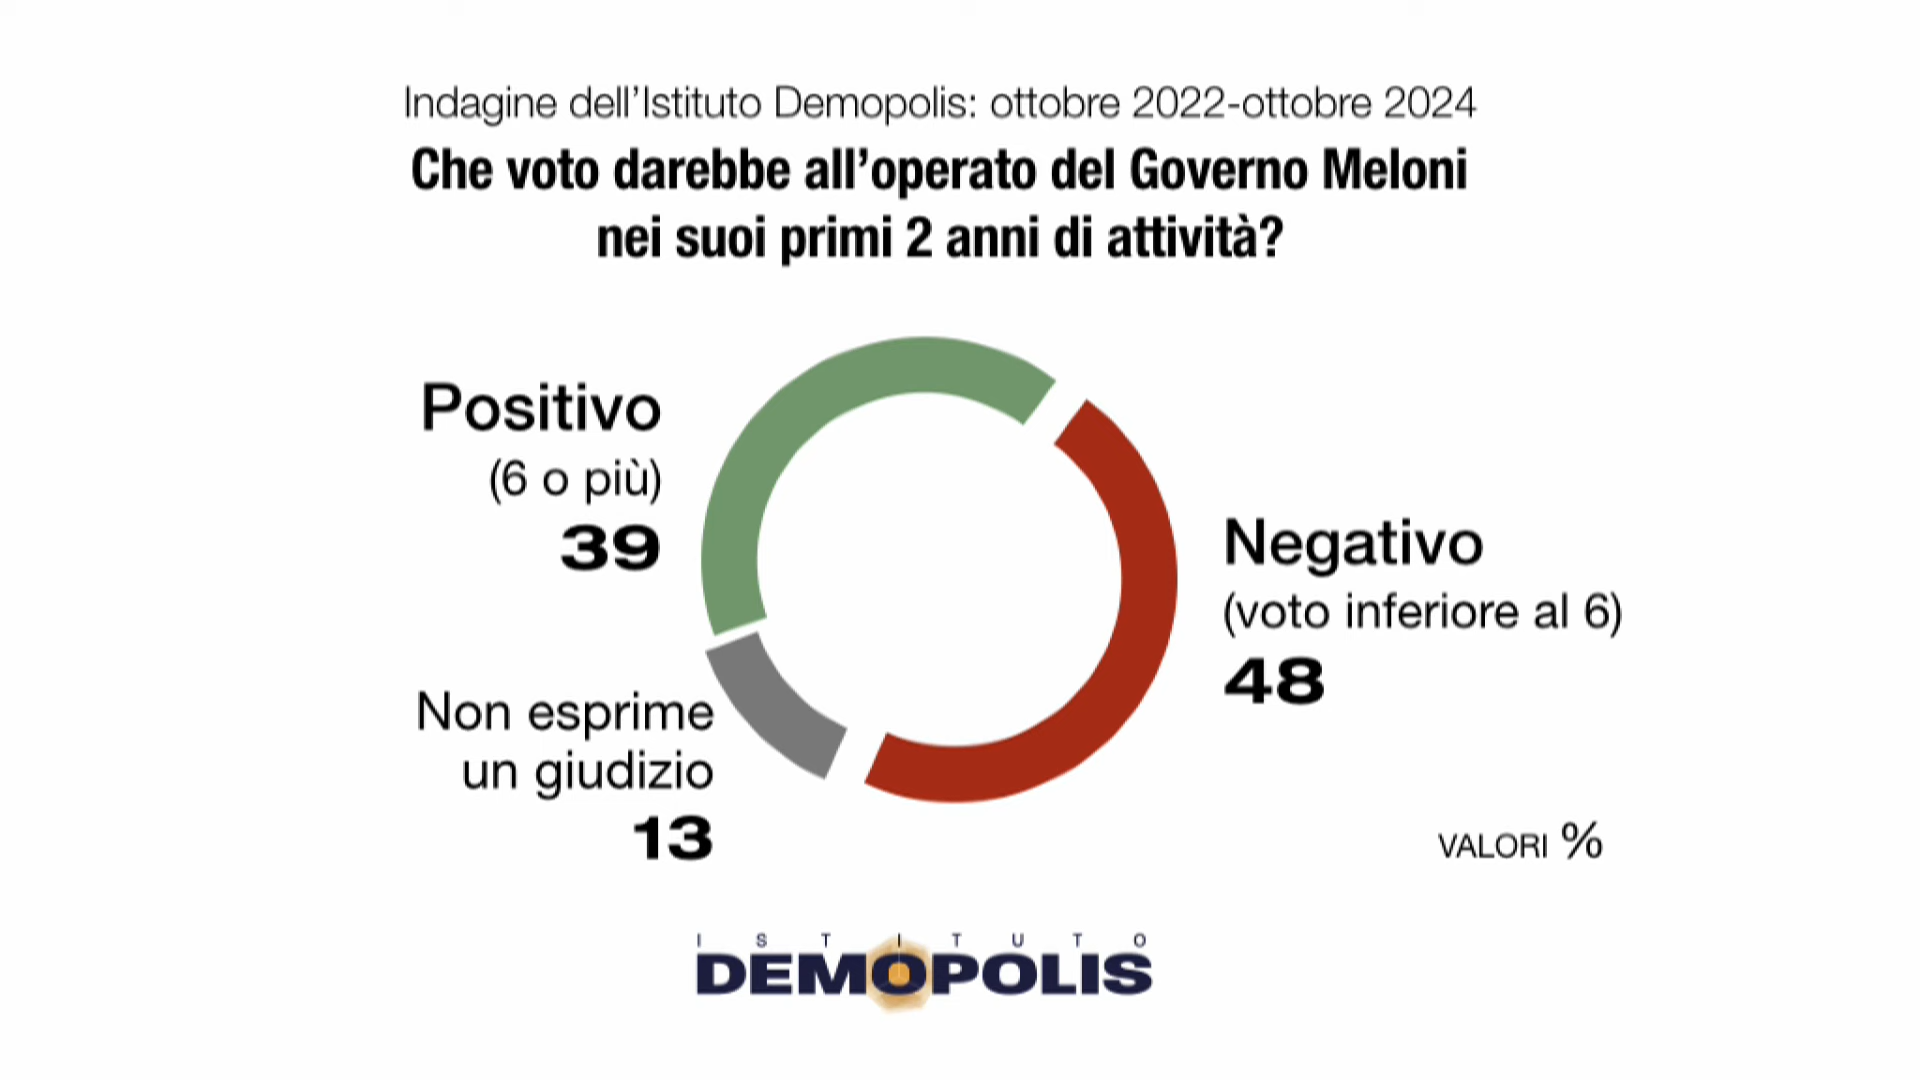 Indagine dell'Istituto Demopolis: ottobre 2022-ottobre 2024
Che voto darebbe all'operato del Governo Meloni
nei suoi primi 2 anni di attività?
Positivo
(6 o più)
39
Negativo
(voto inferiore al 6)
48
Non esprime
un giudizio
13
VALORI %
ISTITUTO
DEMOPOLIS